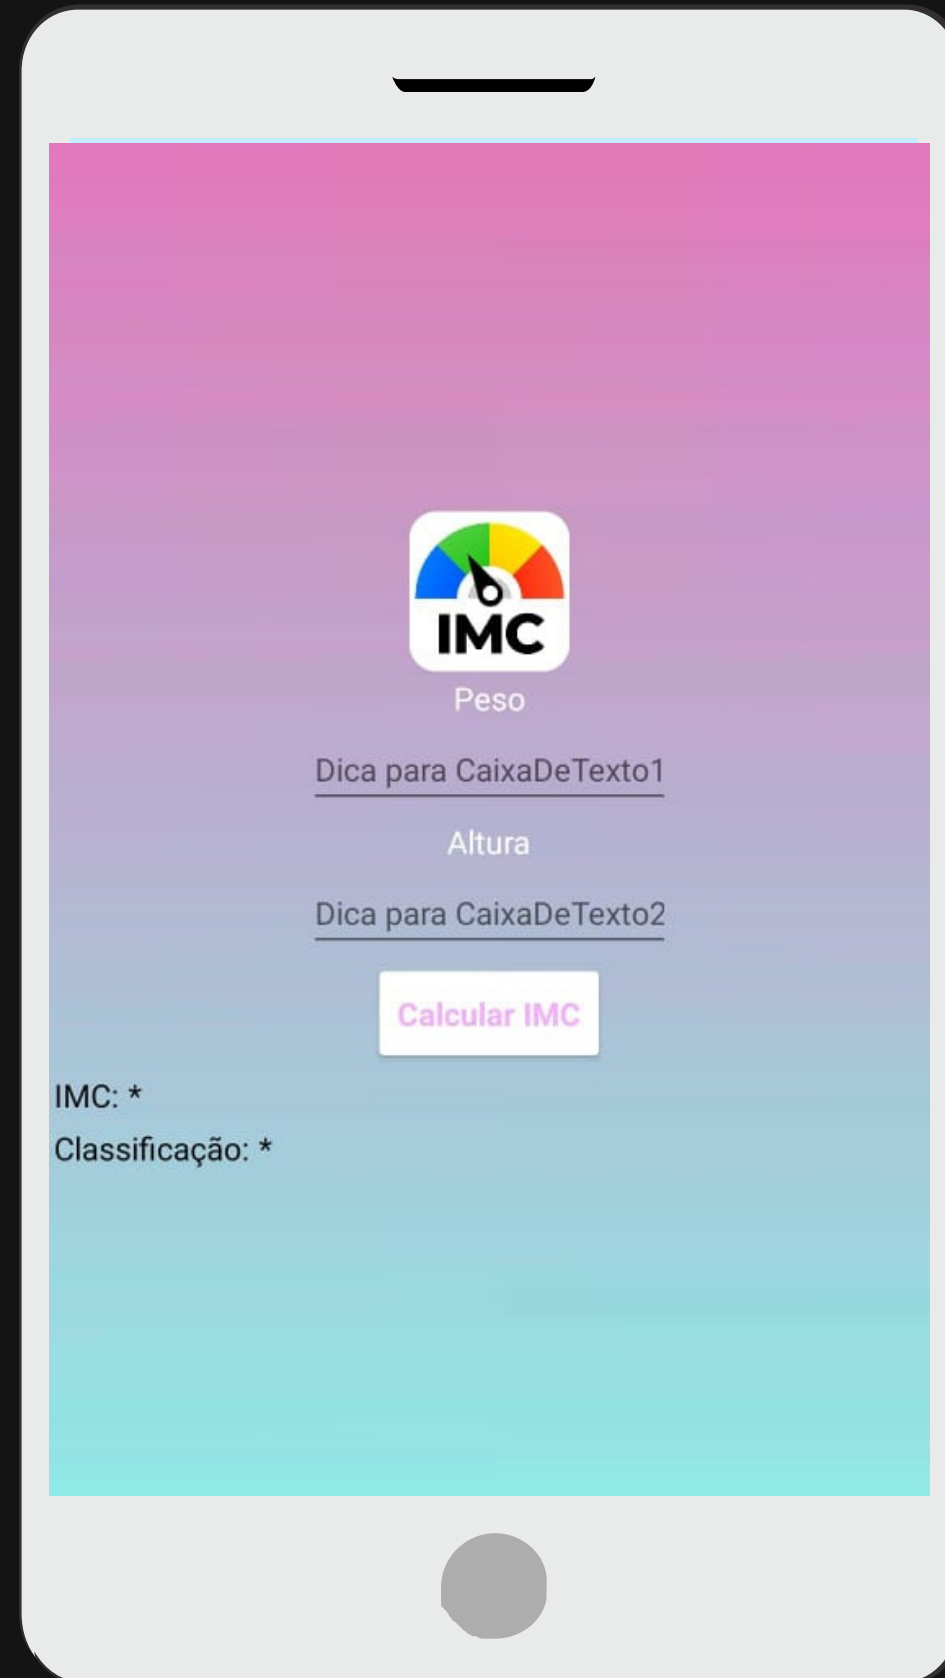 IMC
Peso
Dica para CaixaDeTexto1
Altura
Dica para CaixaDeTexto2
Calcular IMC
IMC: *
Classificação: *